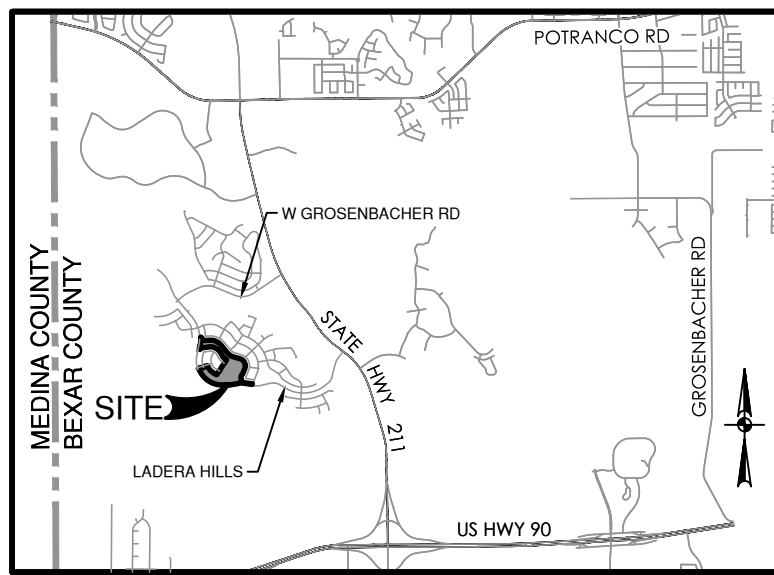 POTRANCO RD
W GROSENBACHER RD
MEDINA COUNTY
BEXAR COUNTY
GROSENBACHER RD
STATE HWY 211
SITE
LADERA HILLS
US HWY 90